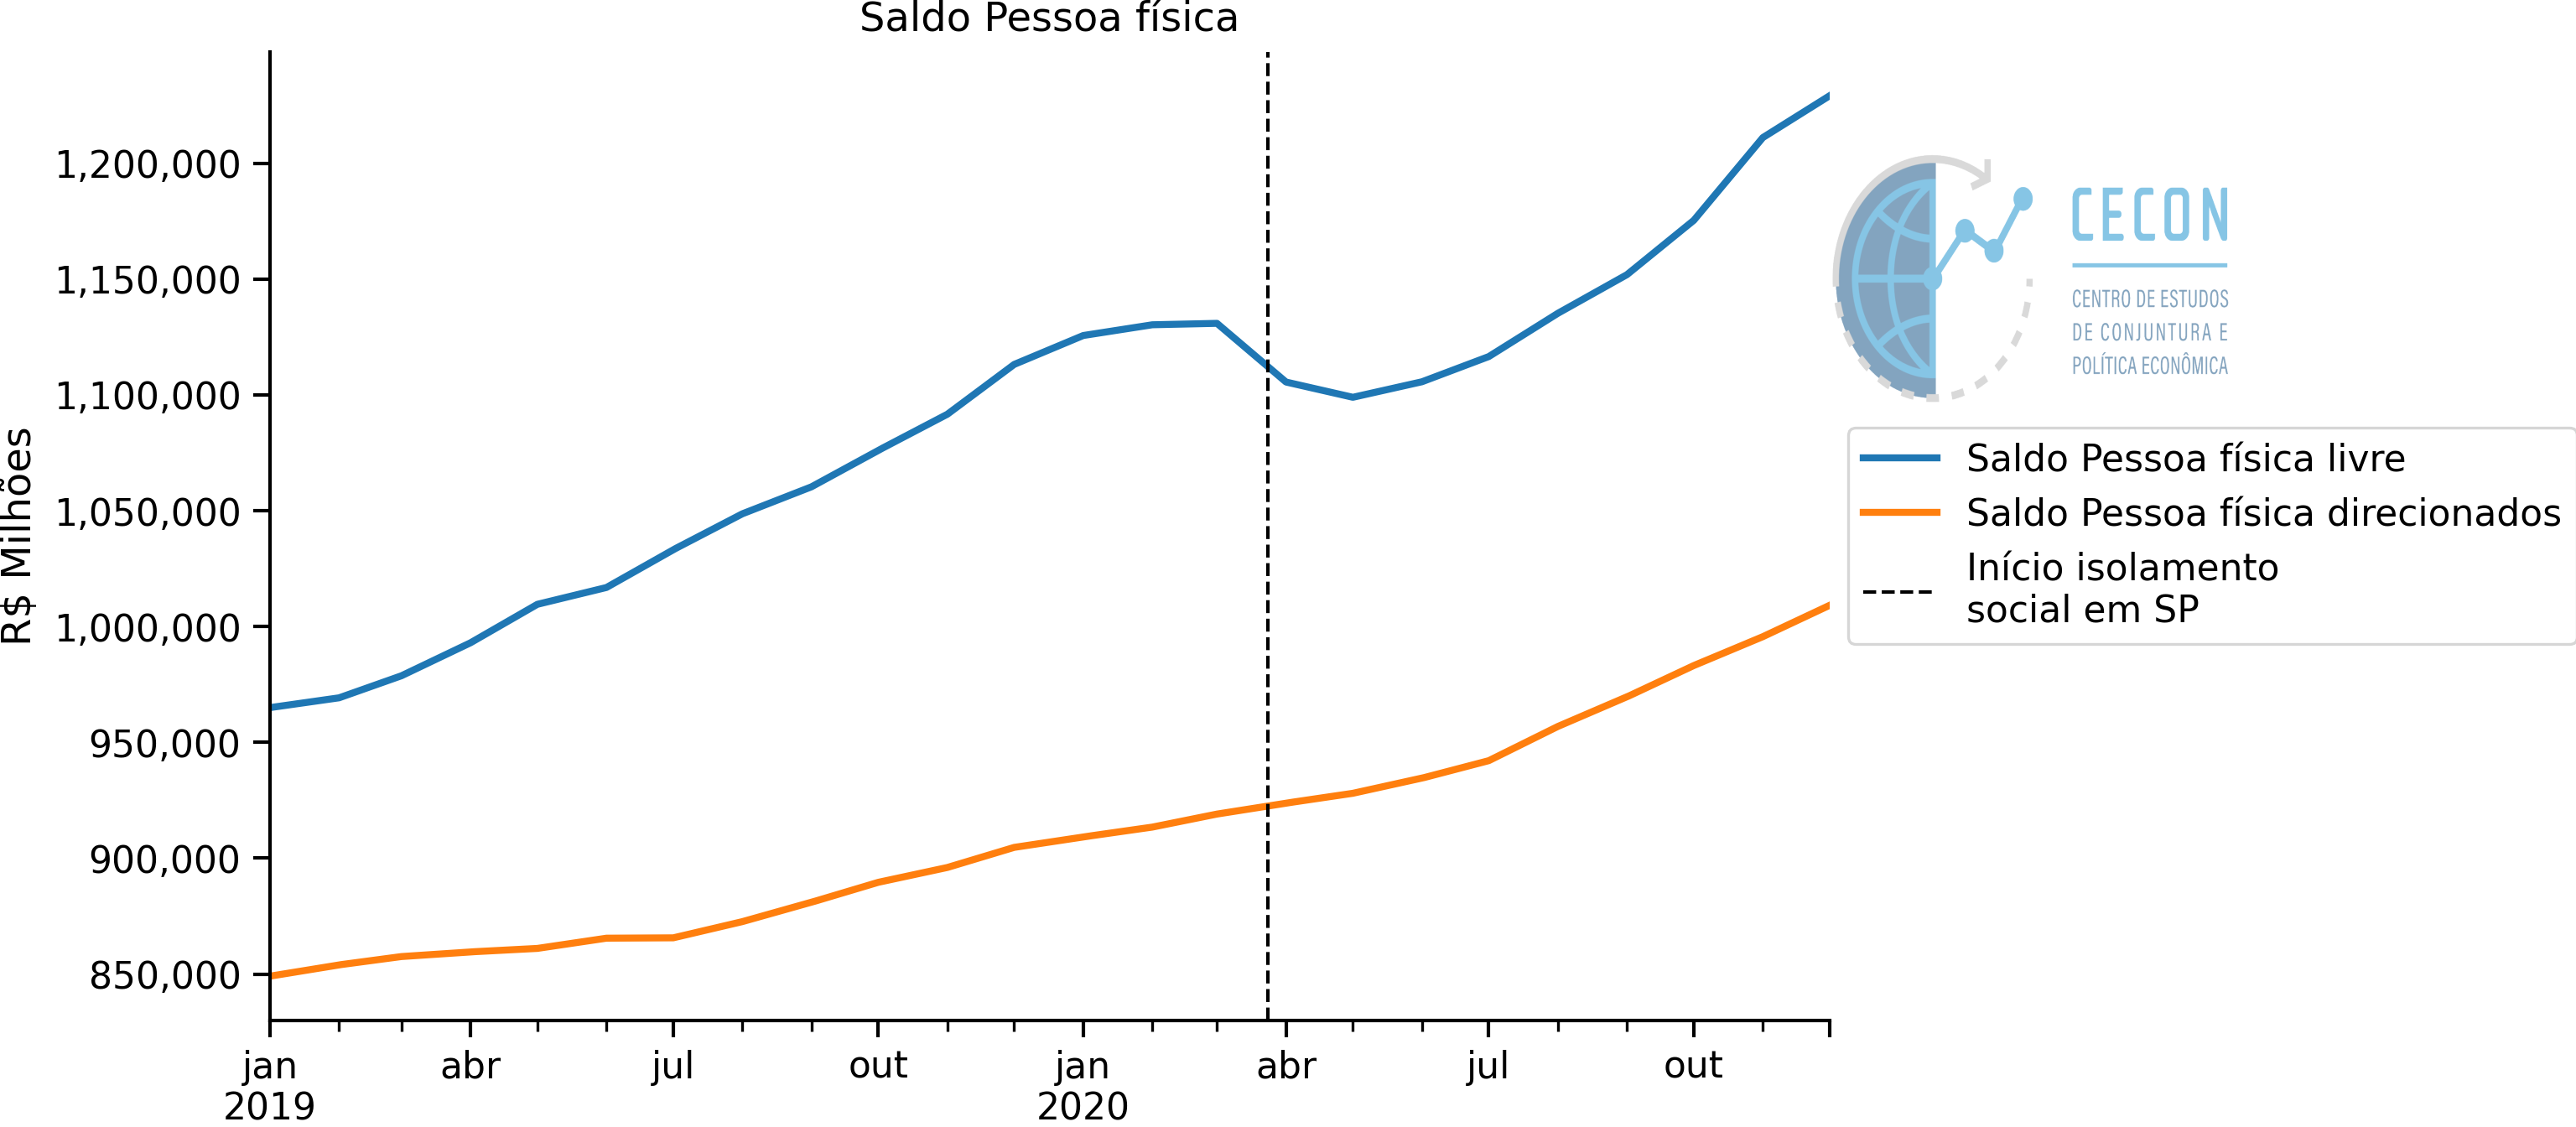 Saldo Pessoa física
R$ Milhões
1,200,000
1,150,000
1,100,000
1,050,000
1,000,000
950,000
900,000
850,000
jan
2019
abr
jul
out
jan
2020
abr
jul
out
CECON
CENTRO DE ESTUDOS
DE CONJUNTURA E
POLÍTICA ECONÔMICA
Saldo Pessoa física livre
Saldo Pessoa física direcionados
Início isolamento
social em SP